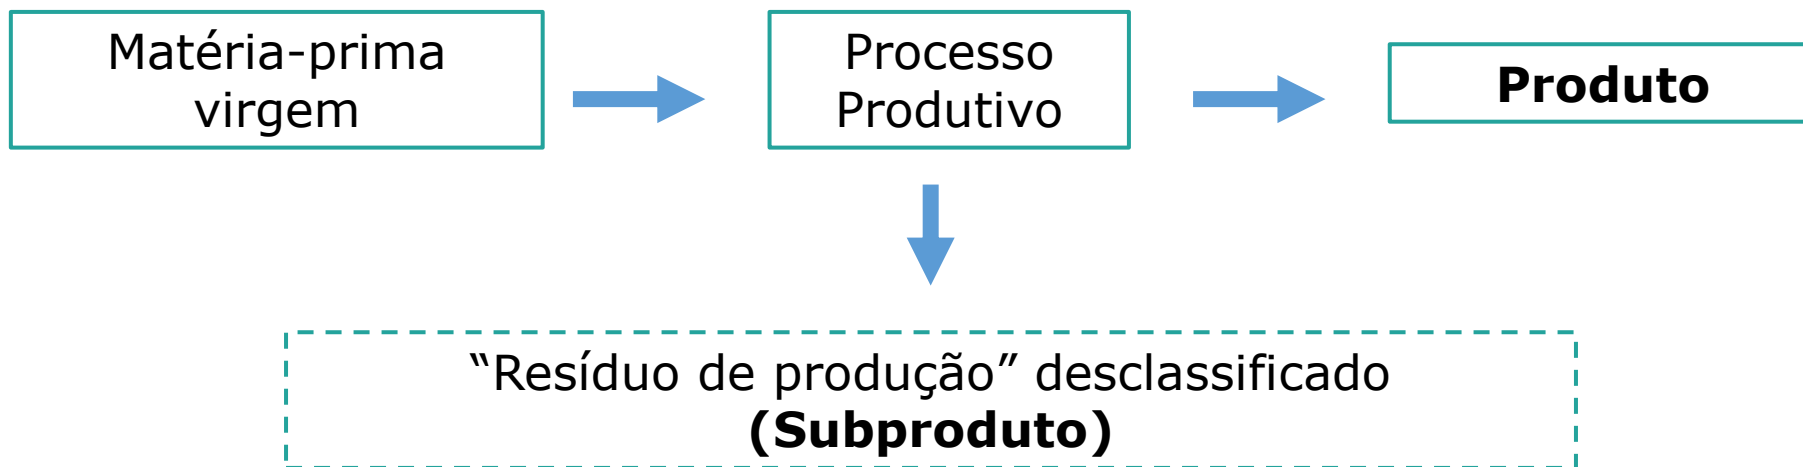 Matéria-prima
virgem
Processo
Produtivo
Produto
“Resíduo de produção” desclassificado
(Subproduto)